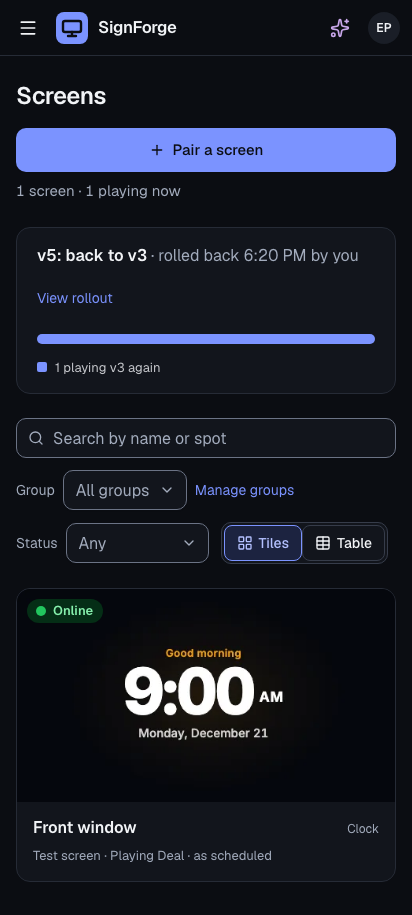 SignForge
EP
Screens
+ Pair a screen
1 screen · 1 playing now
v5: back to v3 · rolled back 6:20 PM by you
View rollout
1 playing v3 again
Search by name or spot
Group All groups Manage groups
Status Any Tiles Table
Online
Good morning
9:00 AM
Monday, December 21
Front window Clock
Test screen · Playing Deal · as scheduled